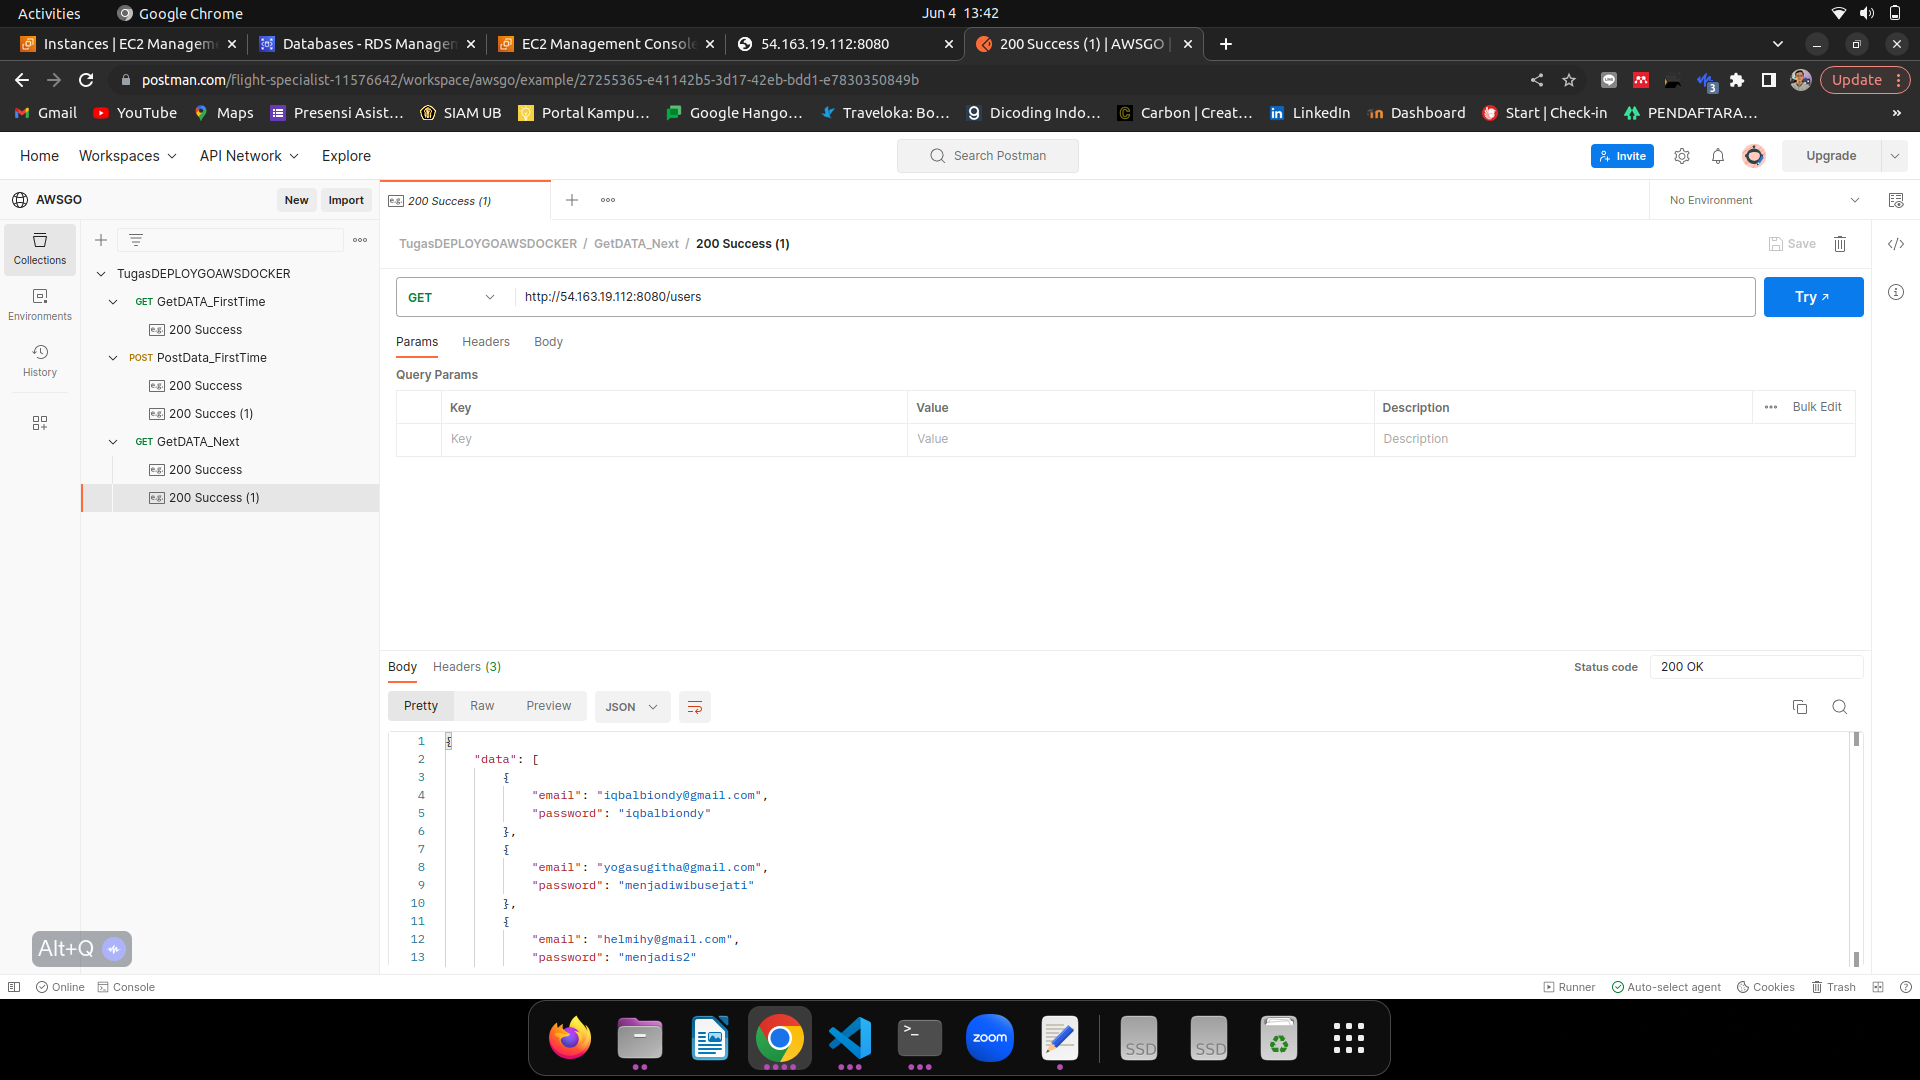 Activities
Google Chrome
Jun 4 13:42
Instances | EC2 Managem
Databases - RDS Manager
EC2 Management Console
54.163.19.112:8080
200 Success (1) | AWSGO |
postman.com/flight-specialist-11576642/workspace/awsgo/example/27255365-e41142b5-3d17-42eb-bdd1-e7830350849b
3
Update
Gmail
YouTube
Maps
Presensi Asist...
SIAM UB
Portal Kampu...
Google Hango...
Traveloka: Bo...
Dicoding Indo...
Carbon | Creat...
LinkedIn
Dashboard
Start | Check-in
PENDAFTARA...
»
Home
Workspaces
API Network
Explore
Search Postman
Invite
Upgrade
AWSGO
New
Import
e.g. 200 Success (1)
No Environment
Collections
Environments
History
TugasDEPLOYGOAWSDOCKER
GET GetDATA_FirstTime
e.g. 200 Success
POST PostData_FirstTime
e.g. 200 Success
e.g. 200 Succes (1)
GET GetDATA_Next
e.g. 200 Success
e.g. 200 Success (1)
TugasDEPLOYGOAWSDOCKER / GetDATA_Next / 200 Success (1)
Save
GET
http://54.163.19.112:8080/users
Try
Params
Headers
Body
Query Params
Key
Value
Description
Bulk Edit
Key
Value
Description
Body
Headers (3)
Status code
200 OK
Pretty
Raw
Preview
JSON
1 {
2 "data": [
3 {
4 "email": "iqbalbiondy@gmail.com",
5 "password": "iqbalbiondy"
6 },
7 {
8 "email": "yogasugitha@gmail.com",
9 "password": "menjadiwibusejati"
10 },
11 {
12 "email": "helmihy@gmail.com",
13 "password": "menjadis2"
Alt+Q
Online
Console
Runner
Auto-select agent
Cookies
Trash
>_
zoom
SSD
SSD